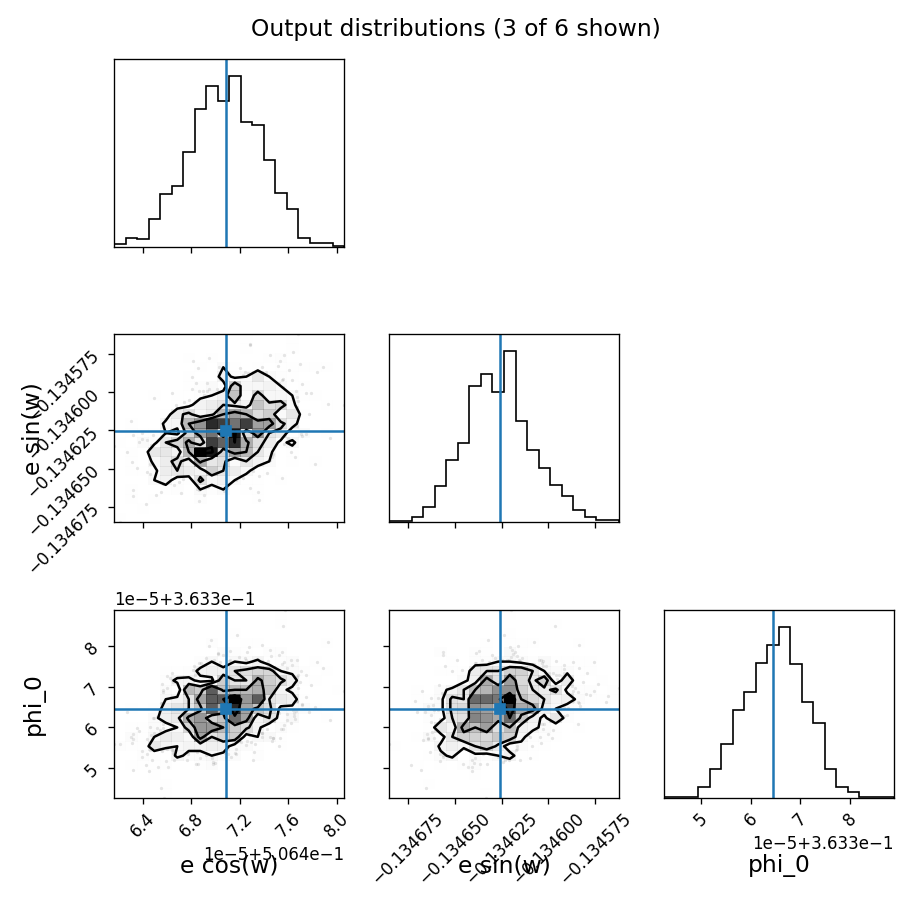 Output distributions (3 of 6 shown)
e sin(w)
−0.134575
−0.134600
−0.134625
−0.134650
−0.134675
1e−5+3.633e−1
phi_0
8
7
6
5
6.4 6.8 7.2 7.6 8.0
1e−5+5.064e−1
e cos(w)
−0.134675 −0.134650 −0.134625 −0.134600 −0.134575
e sin(w)
5 6 7 8
1e−5+3.633e−1
phi_0